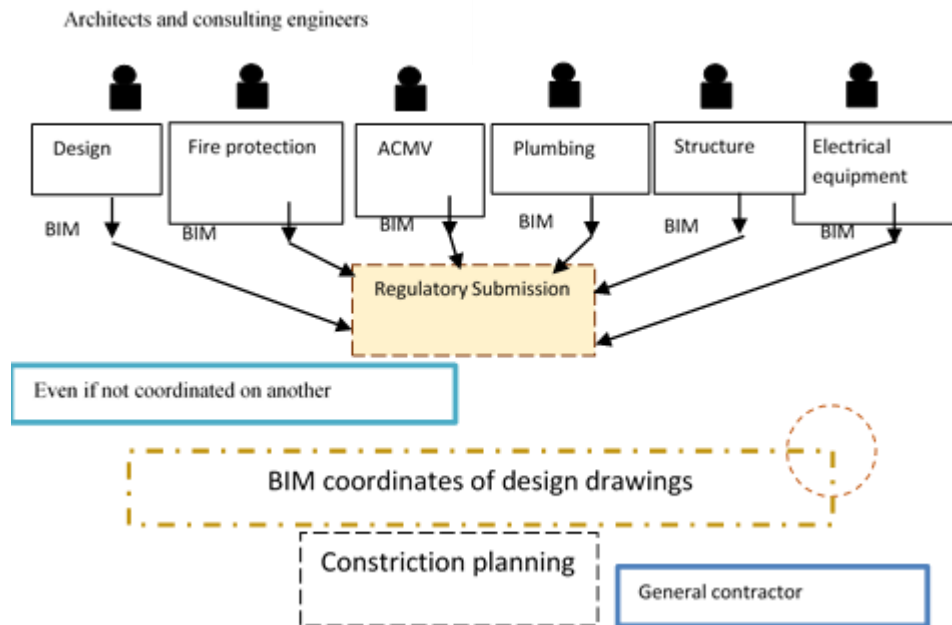 Architects and consulting engineers
Design
Fire protection
ACMV
Plumbing
Structure
Electrical
equipment
BIM
BIM
BIM
BIM
BIM
BIM
Regulatory Submission
Even if not coordinated on another
BIM coordinates of design drawings
Constriction planning
General contractor